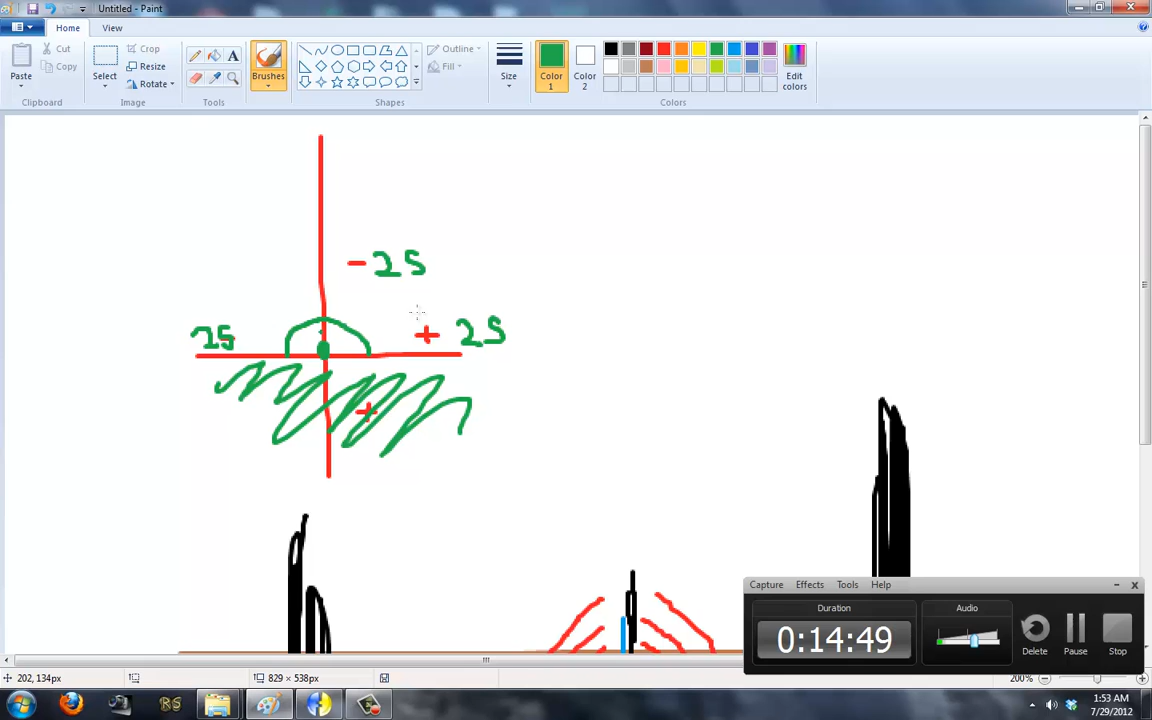 Untitled - Paint
Home View
Paste
Cut
Copy
Clipboard
Select
Crop
Resize
Rotate
Image
Tools
Brushes
Outline
Fill
Shapes
Size
Color 1
Color 2
Edit colors
Colors
- 25
25 + 25
+
Capture Effects Tools Help
Duration
0:14:49
Audio
Delete
Pause
Stop
202, 134px
829 × 538px
200%
RS
1:53 AM
7/29/2012